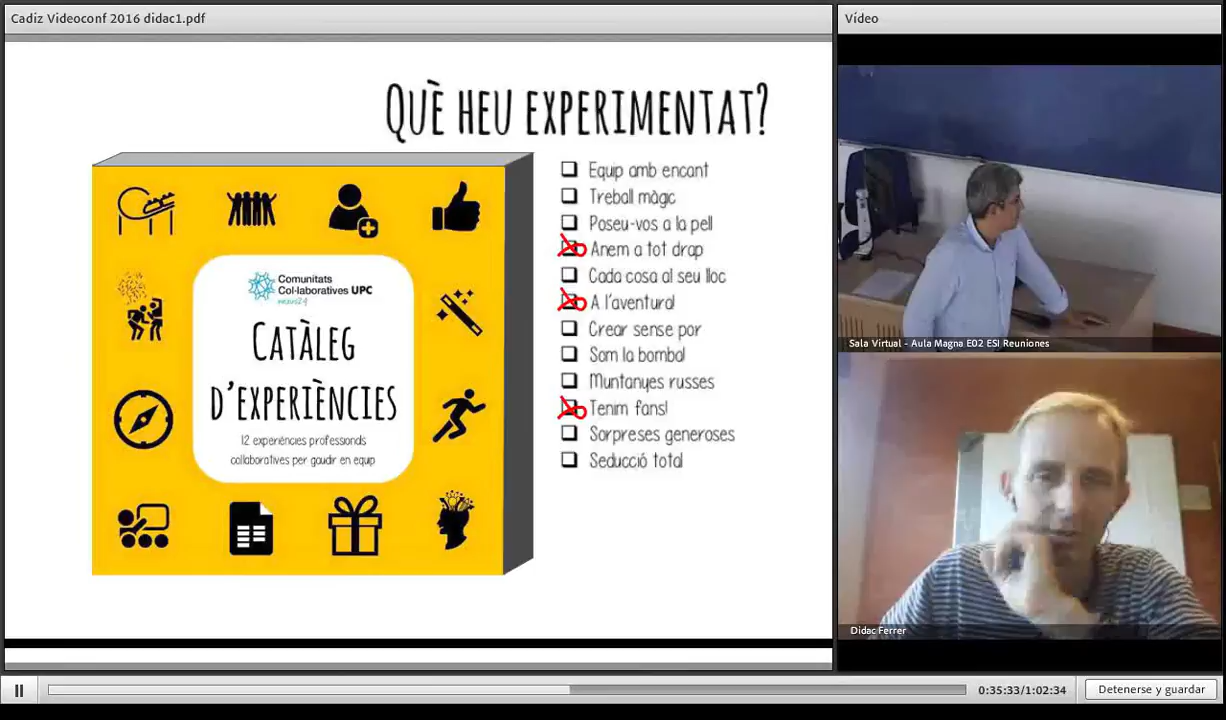 Cadiz Videoconf 2016 didac1.pdf
Vídeo
QUÈ HEU EXPERIMENTAT?
Comunitats
Col·laboratives UPC
nexus24
CATÀLEG
D'EXPERIÈNCIES
12 experiències professionals
col·laboratives per gaudir en equip
Equip amb encant
Treball màgic
Poseu-vos a la pell
Anem a tot drap
Cada cosa al seu lloc
A l'aventura!
Crear sense por
Som la bomba!
Muntanyes russes
Tenim fans!
Sorpreses generoses
Seducció total
Sala Virtual - Aula Magna E02 ESI Reuniones
Didac Ferrer
0:35:33/1:02:34
Detenerse y guardar